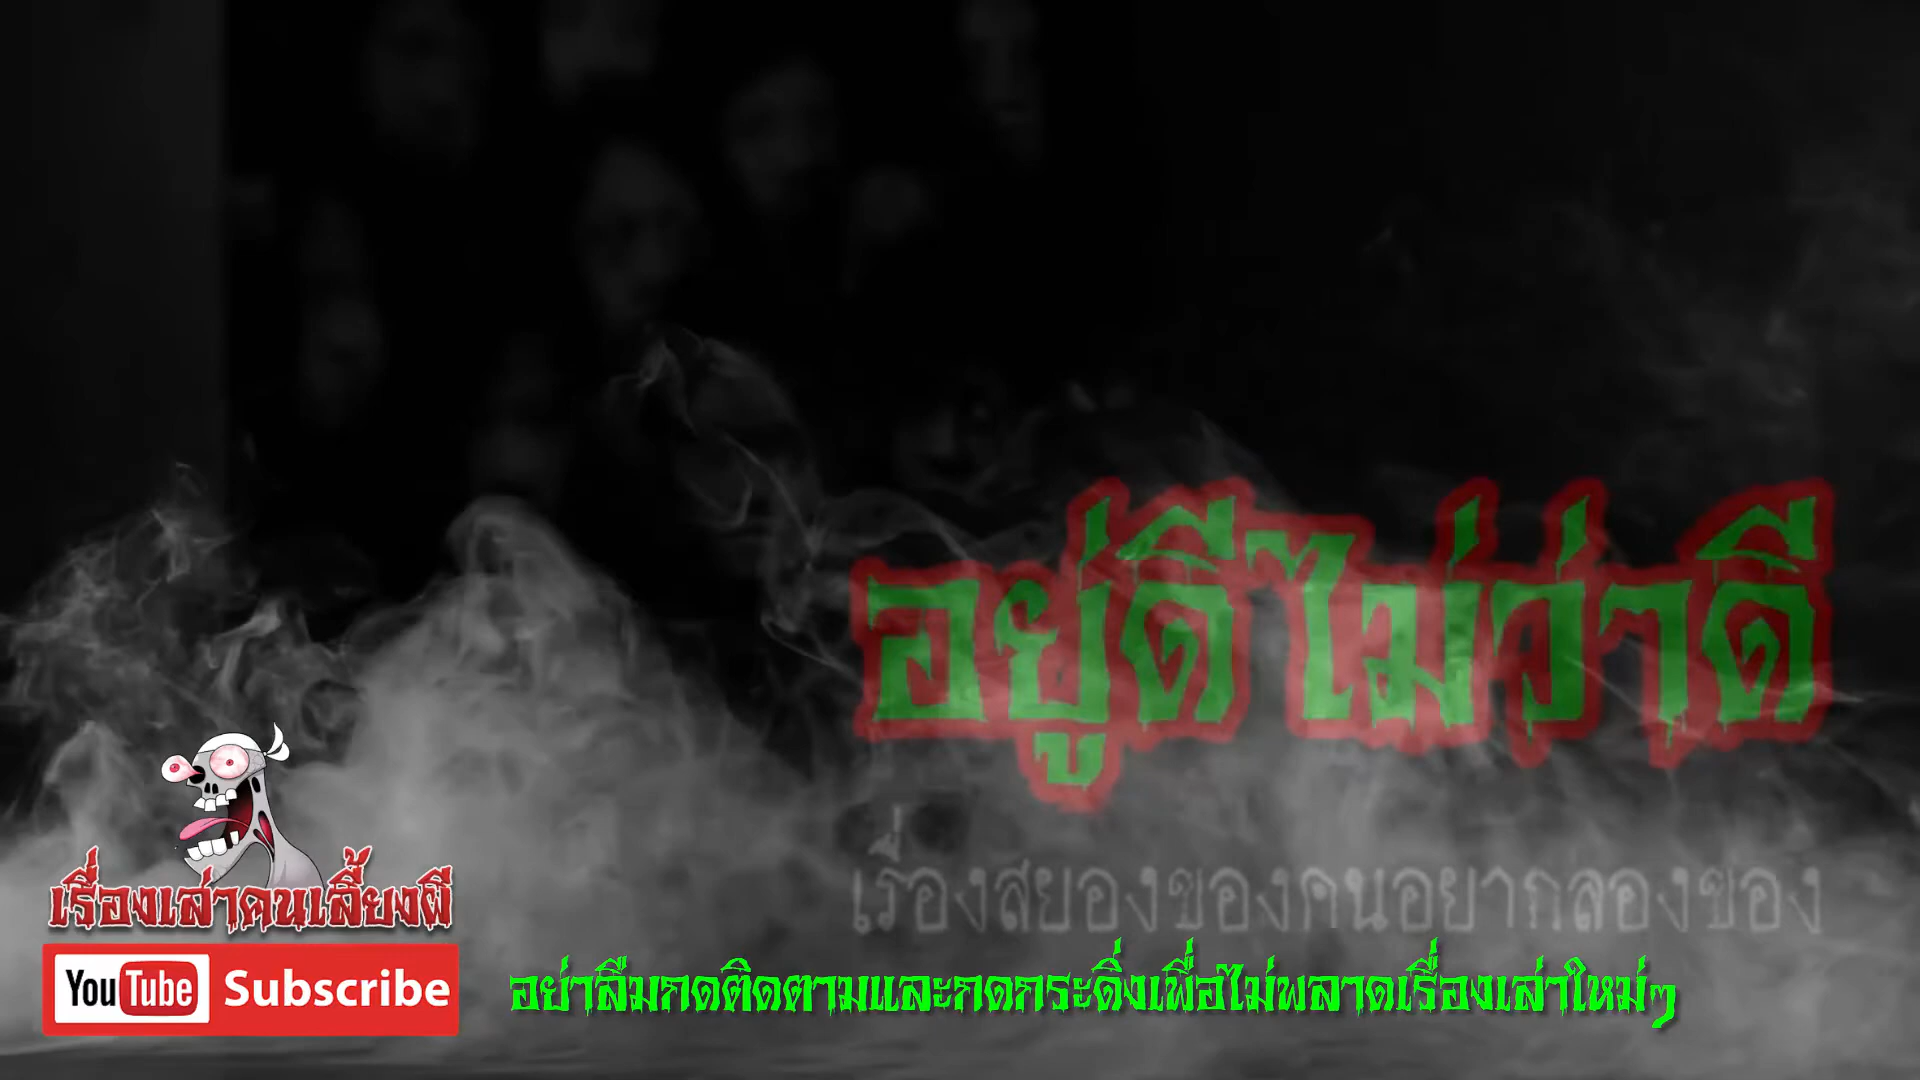 อยู่ดีไม่ว่าดี
เรื่องสยองของคนอยากลองของ
เรื่องเล่าคนเลี้ยงผี
YouTube Subscribe
อย่าลืมกดติดตามและกดกระดิ่งเพื่อไม่พลาดเรื่องเล่าใหม่ๆ